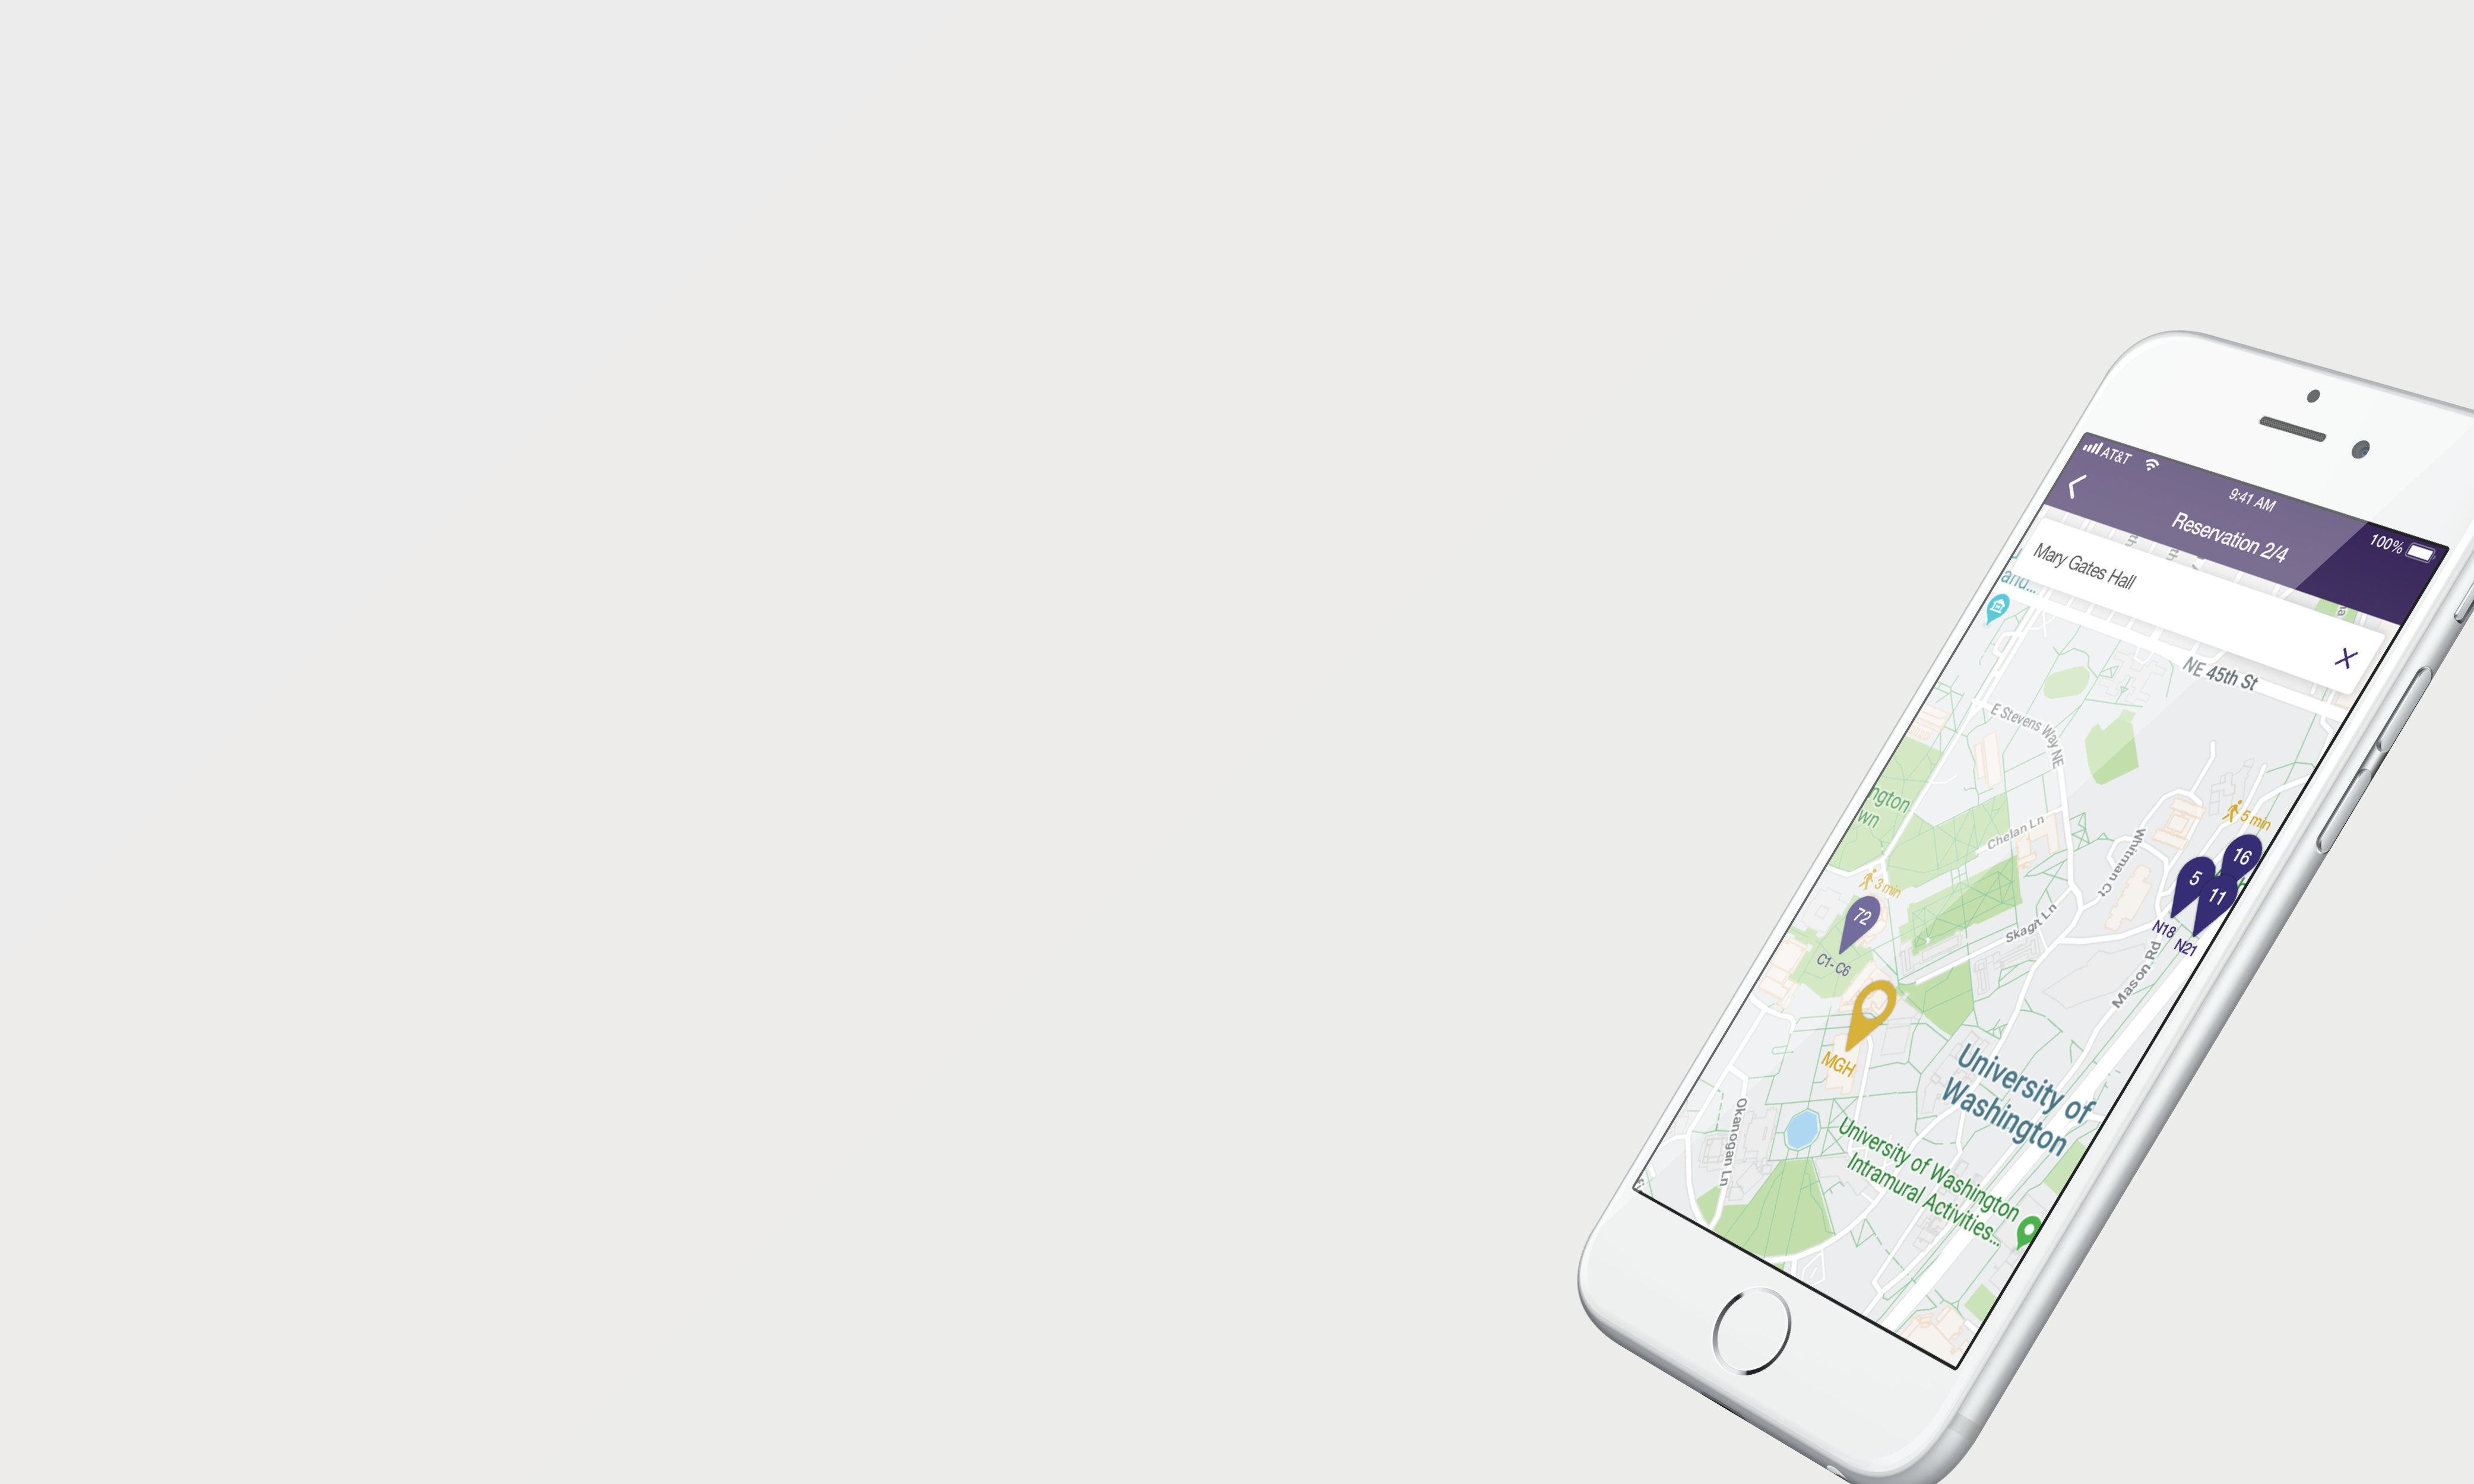 AT&T
9:41 AM
100%
Reservation 2/4
Mary Gates Hall
and...
NE 45th St
E Stevens Way NE
ngton
wn
Chelan Ln
Whitman Ct
5 min
16
5
11
N18
N21
3 min
72
C1- C6
Skagit Ln
Mason Rd
MGH
University of
Washington
Okanogan Ln
University of Washington
Intramural Activities...